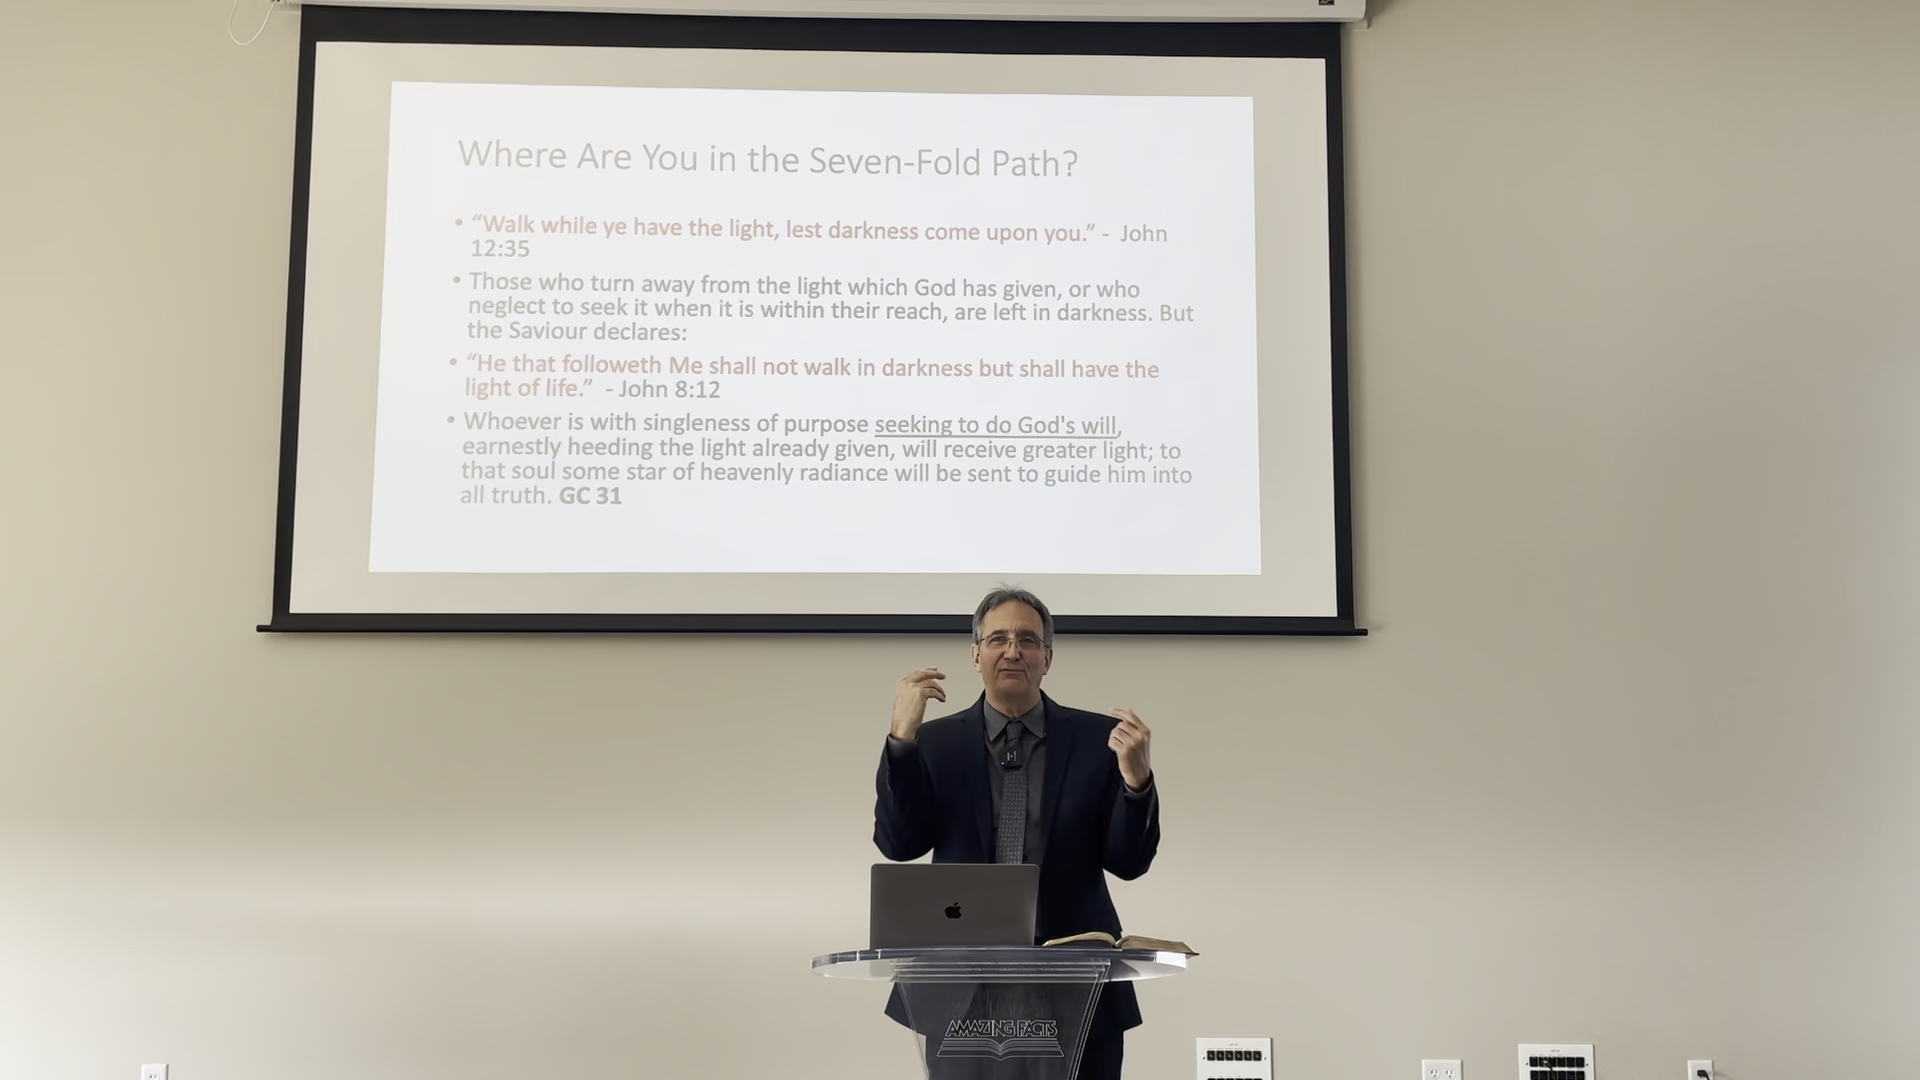 Where Are You in the Seven-Fold Path?
• “Walk while ye have the light, lest darkness come upon you.” - John
12:35
• Those who turn away from the light which God has given, or who
neglect to seek it when it is within their reach, are left in darkness. But
the Saviour declares:
• “He that followeth Me shall not walk in darkness but shall have the
light of life.” - John 8:12
• Whoever is with singleness of purpose seeking to do God's will,
earnestly heeding the light already given, will receive greater light; to
that soul some star of heavenly radiance will be sent to guide him into
all truth. GC 31
AMAZING FACTS